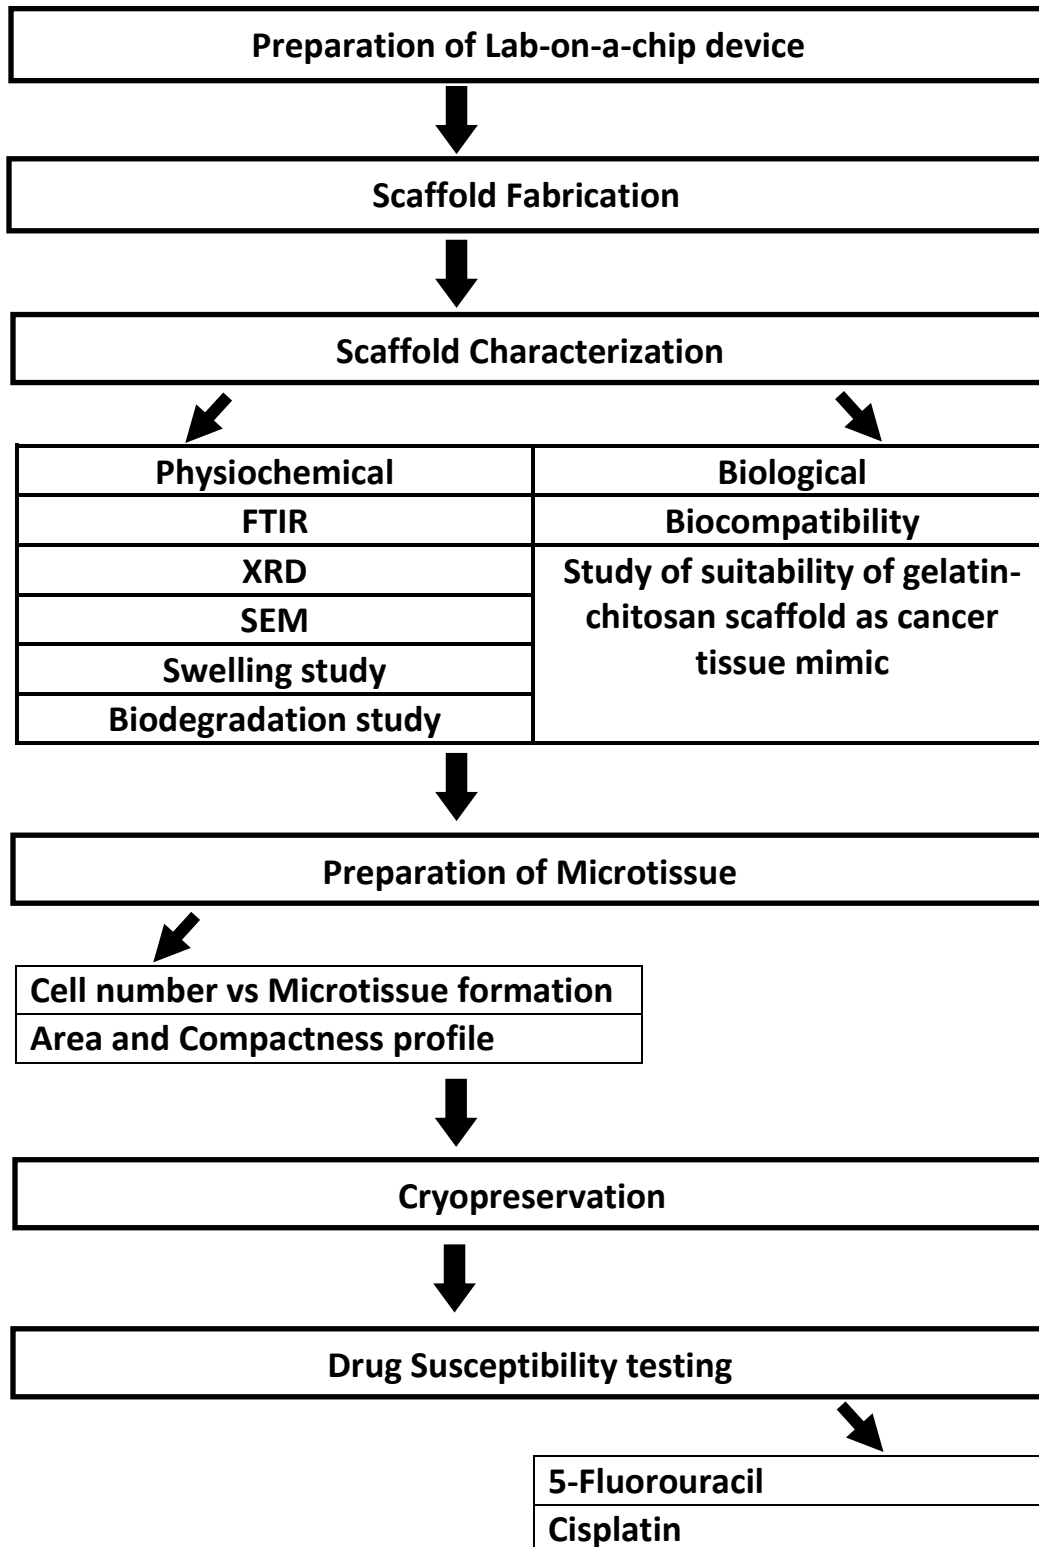 Preparation of Lab-on-a-chip device
Scaffold Fabrication
Scaffold Characterization
Physiochemical
Biological
FTIR
Biocompatibility
XRD
SEM
Swelling study
Biodegradation study
Study of suitability of gelatin-
chitosan scaffold as cancer
tissue mimic
Preparation of Microtissue
Cell number vs Microtissue formation
Area and Compactness profile
Cryopreservation
Drug Susceptibility testing
5-Fluorouracil
Cisplatin